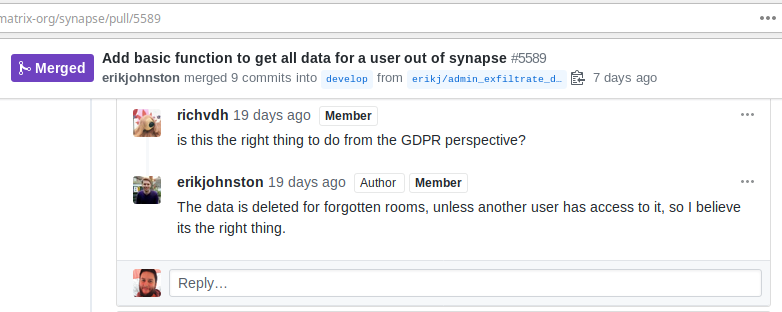 matrix-org/synapse/pull/5589
Merged
Add basic function to get all data for a user out of synapse #5589
erikjohnston merged 9 commits into develop from erikj/admin_exfiltrate_d… 7 days ago
richvdh 19 days ago Member
is this the right thing to do from the GDPR perspective?
erikjohnston 19 days ago Author Member
The data is deleted for forgotten rooms, unless another user has access to it, so I believe
its the right thing.
Reply…